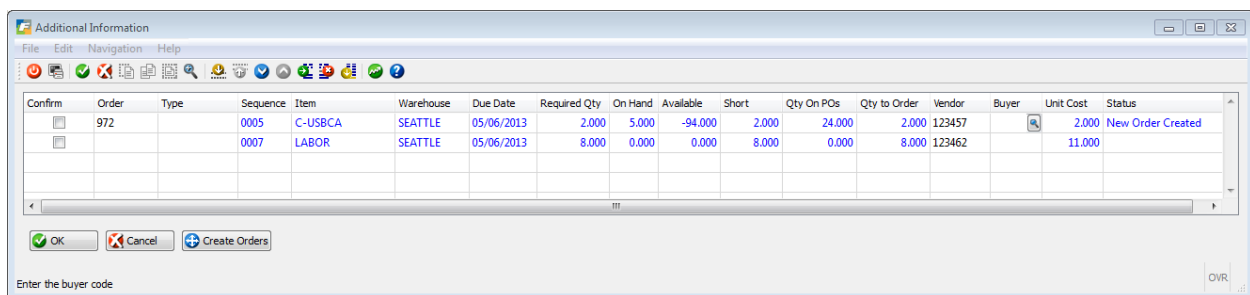 Additional Information
File Edit Navigation Help
Confirm Order Type Sequence Item Warehouse Due Date Required Qty On Hand Available Short Qty On POs Qty to Order Vendor Buyer Unit Cost Status
972 0005 C-USBCA SEATTLE 05/06/2013 2.000 5.000 -94.000 2.000 24.000 2.000 123457 2.000 New Order Created
0007 LABOR SEATTLE 05/06/2013 8.000 0.000 0.000 8.000 0.000 8.000 123462 11.000
OK Cancel Create Orders
Enter the buyer code OVR